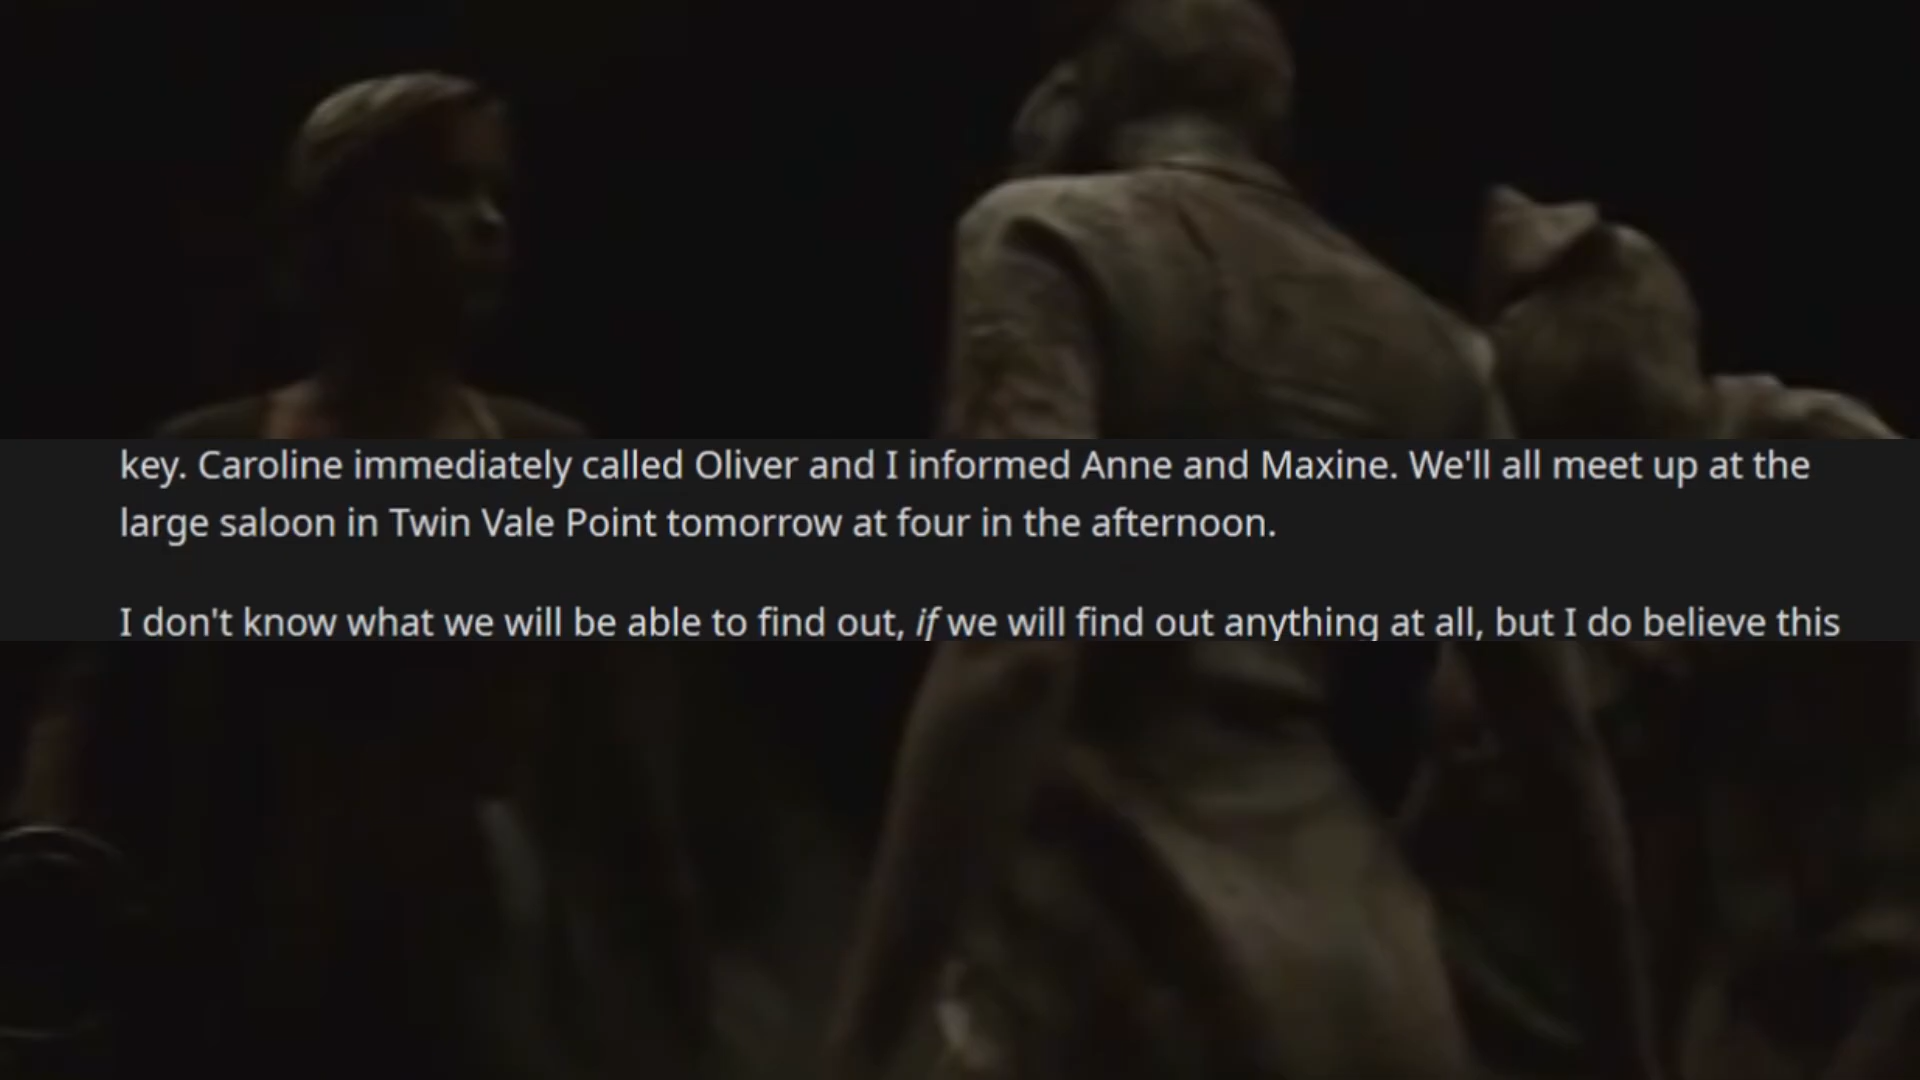 key. Caroline immediately called Oliver and I informed Anne and Maxine. We'll all meet up at the
large saloon in Twin Vale Point tomorrow at four in the afternoon.
I don't know what we will be able to find out, if we will find out anything at all, but I do believe this